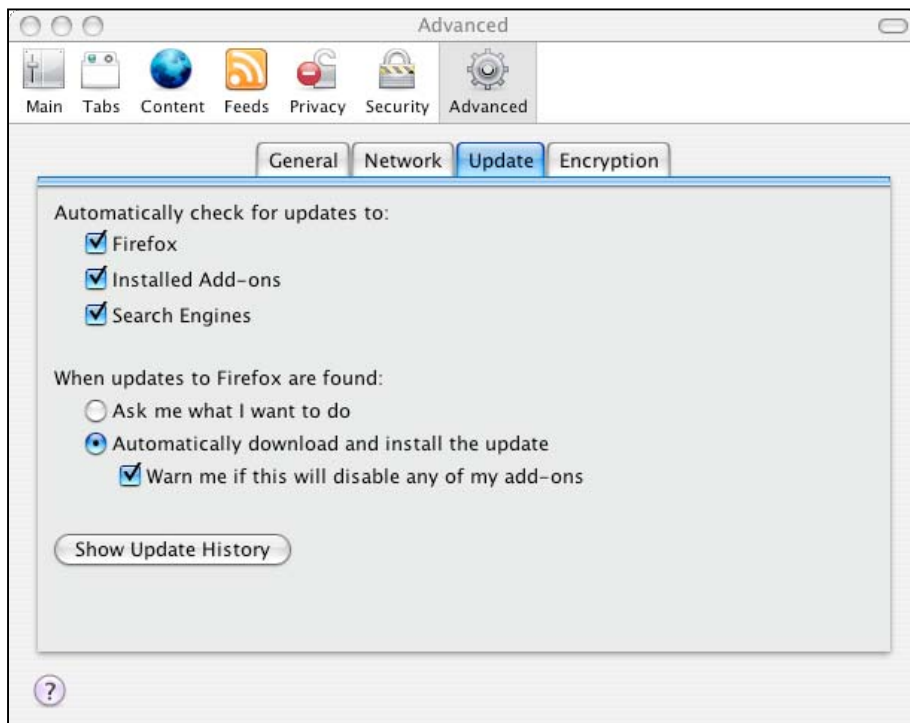 Advanced
Main Tabs Content Feeds Privacy Security Advanced
General Network Update Encryption
Automatically check for updates to:
Firefox
Installed Add-ons
Search Engines
When updates to Firefox are found:
Ask me what I want to do
Automatically download and install the update
Warn me if this will disable any of my add-ons
Show Update History
?